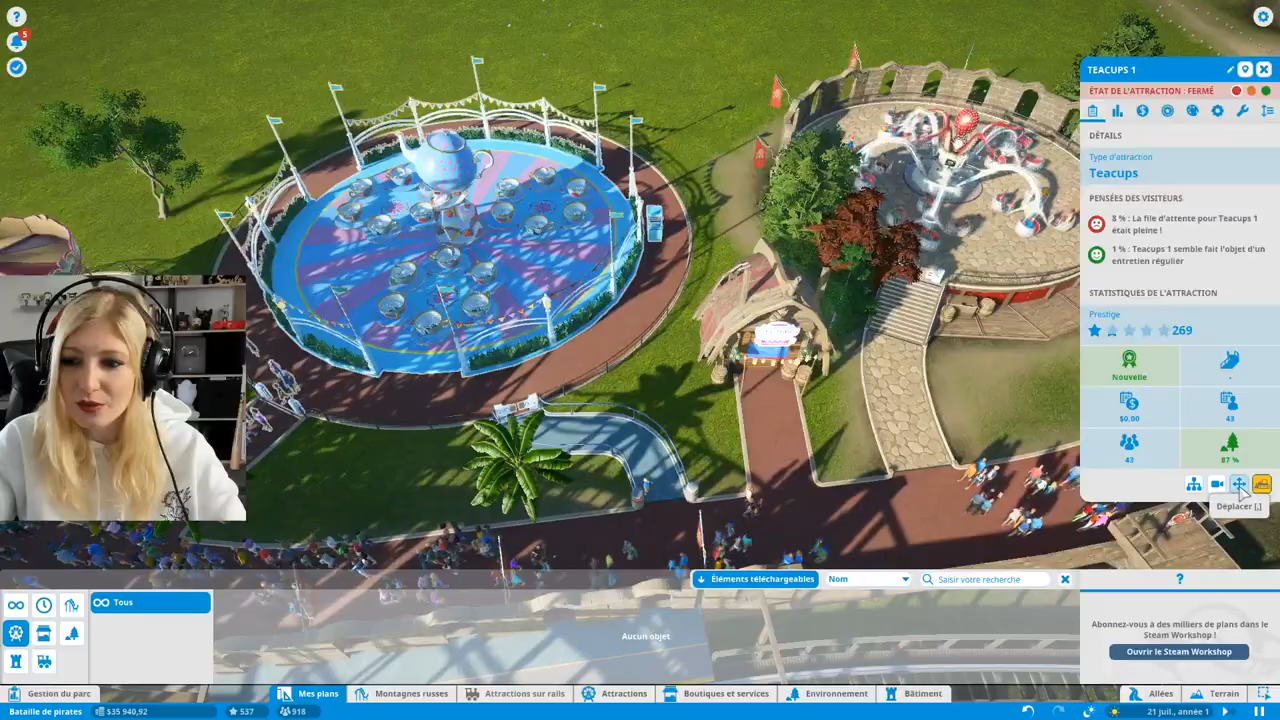 ?
5
TEACUPS 1
ÉTAT DE L'ATTRACTION : FERMÉ
DÉTAILS
Type d'attraction
Teacups
PENSÉES DES VISITEURS
8 % : La file d'attente pour Teacups 1
était pleine !
1 % : Teacups 1 semble fait l'objet d'un
entretien régulier
STATISTIQUES DE L'ATTRACTION
Prestige
269
Nouvelle
-
$0,00
43
43
87 %
Déplacer [,]
Éléments téléchargeables
Nom
Saisir votre recherche
?
Tous
Aucun objet
Abonnez-vous à des milliers de plans dans le
Steam Workshop !
Ouvrir le Steam Workshop
Gestion du parc
Mes plans
Montagnes russes
Attractions sur rails
Attractions
Boutiques et services
Environnement
Bâtiment
Allées
Terrain
Bataille de pirates
$35 940,92
537
918
21 juil., année 1